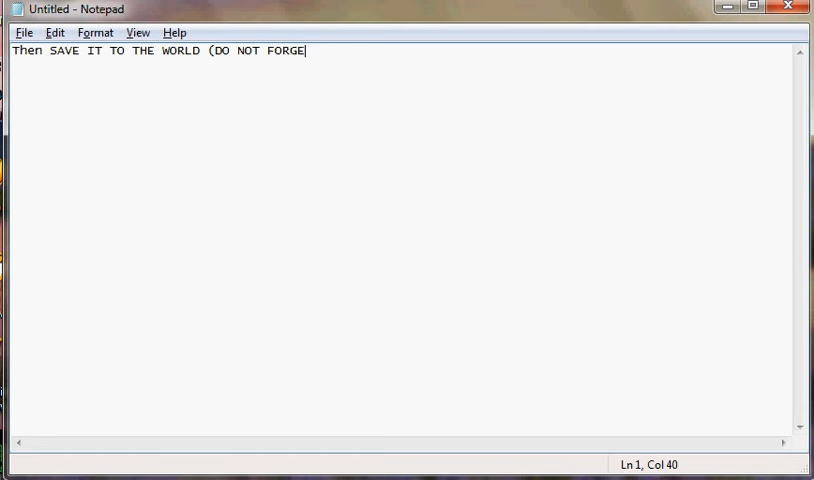 Untitled - Notepad
File Edit Format View Help
Then SAVE IT TO THE WORLD (DO NOT FORGE
Ln 1, Col 40